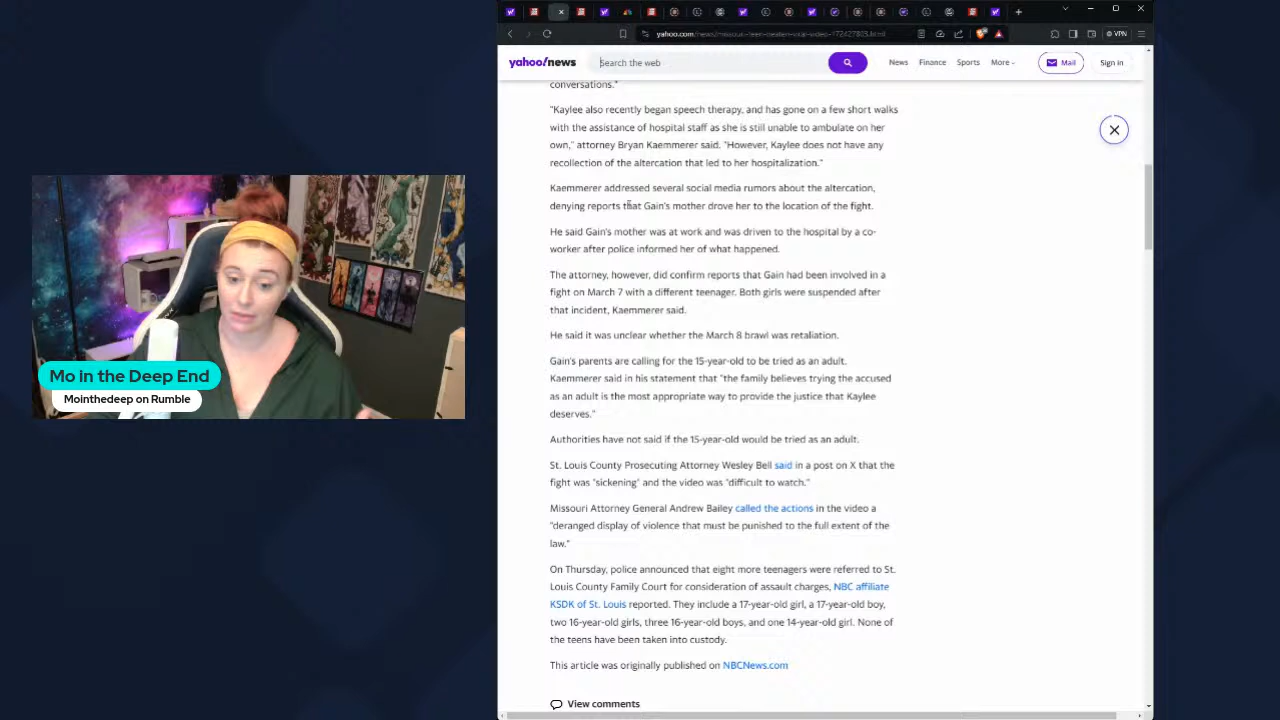 yahoo/news
Search the web
News
Finance
Sports
More
Mail
Sign in
VPN
conversations."
"Kaylee also recently began speech therapy, and has gone on a few short walks
with the assistance of hospital staff as she is still unable to ambulate on her
own," attorney Bryan Kaemmerer said. "However, Kaylee does not have any
recollection of the altercation that led to her hospitalization."
Kaemmerer addressed several social media rumors about the altercation,
denying reports that Gain's mother drove her to the location of the fight.
He said Gain's mother was at work and was driven to the hospital by a co-
worker after police informed her of what happened.
The attorney, however, did confirm reports that Gain had been involved in a
fight on March 7 with a different teenager. Both girls were suspended after
that incident, Kaemmerer said.
He said it was unclear whether the March 8 brawl was retaliation.
Gain's parents are calling for the 15-year-old to be tried as an adult.
Kaemmerer said in his statement that "the family believes trying the accused
as an adult is the most appropriate way to provide the justice that Kaylee
deserves."
Authorities have not said if the 15-year-old would be tried as an adult.
St. Louis County Prosecuting Attorney Wesley Bell said in a post on X that the
fight was "sickening" and the video was "difficult to watch."
Missouri Attorney General Andrew Bailey called the actions in the video a
"deranged display of violence that must be punished to the full extent of the
law."
On Thursday, police announced that eight more teenagers were referred to St.
Louis County Family Court for consideration of assault charges, NBC affiliate
KSDK of St. Louis reported. They include a 17-year-old girl, a 17-year-old boy,
two 16-year-old girls, three 16-year-old boys, and one 14-year-old girl. None of
the teens have been taken into custody.
This article was originally published on NBCNews.com
View comments
Mo in the Deep End
Mointhedeep on Rumble